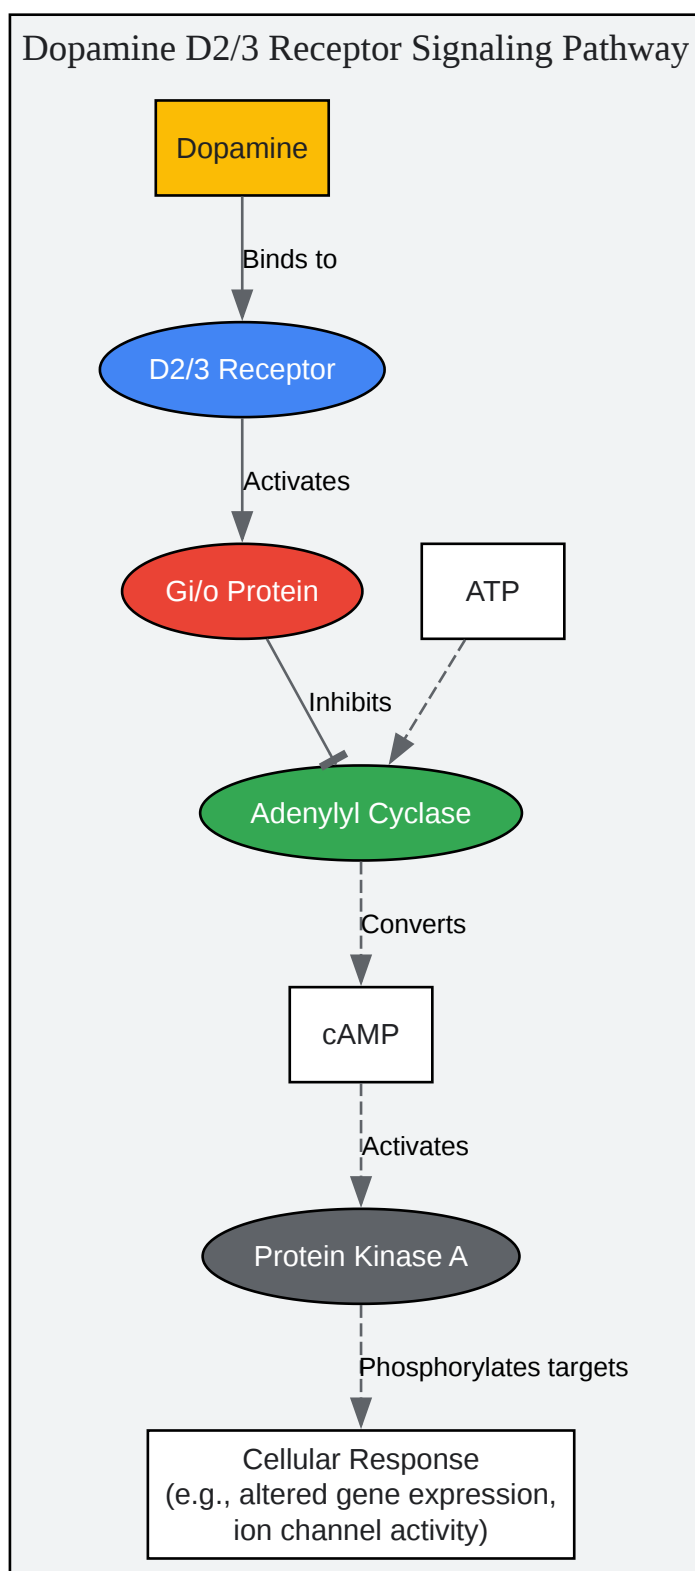 Dopamine D2/3 Receptor Signaling Pathway
Dopamine
Binds to
D2/3 Receptor
Activates
Gi/o Protein
ATP
Inhibits
Adenylyl Cyclase
Converts
cAMP
Activates
Protein Kinase A
Phosphorylates targets
Cellular Response
(e.g., altered gene expression,
ion channel activity)